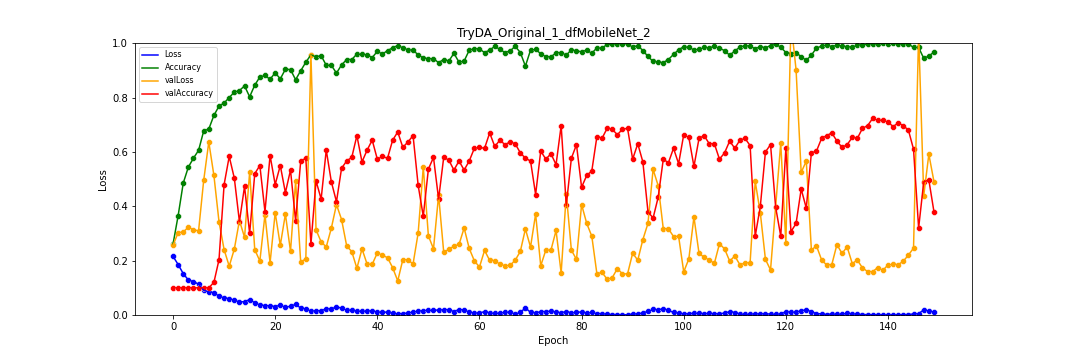 TryDA_Original_1_dfMobileNet_2
Loss
Accuracy
valLoss
valAccuracy
Loss
1.0
0.8
0.6
0.4
0.2
0.0
0 20 40 60 80 100 120 140
Epoch